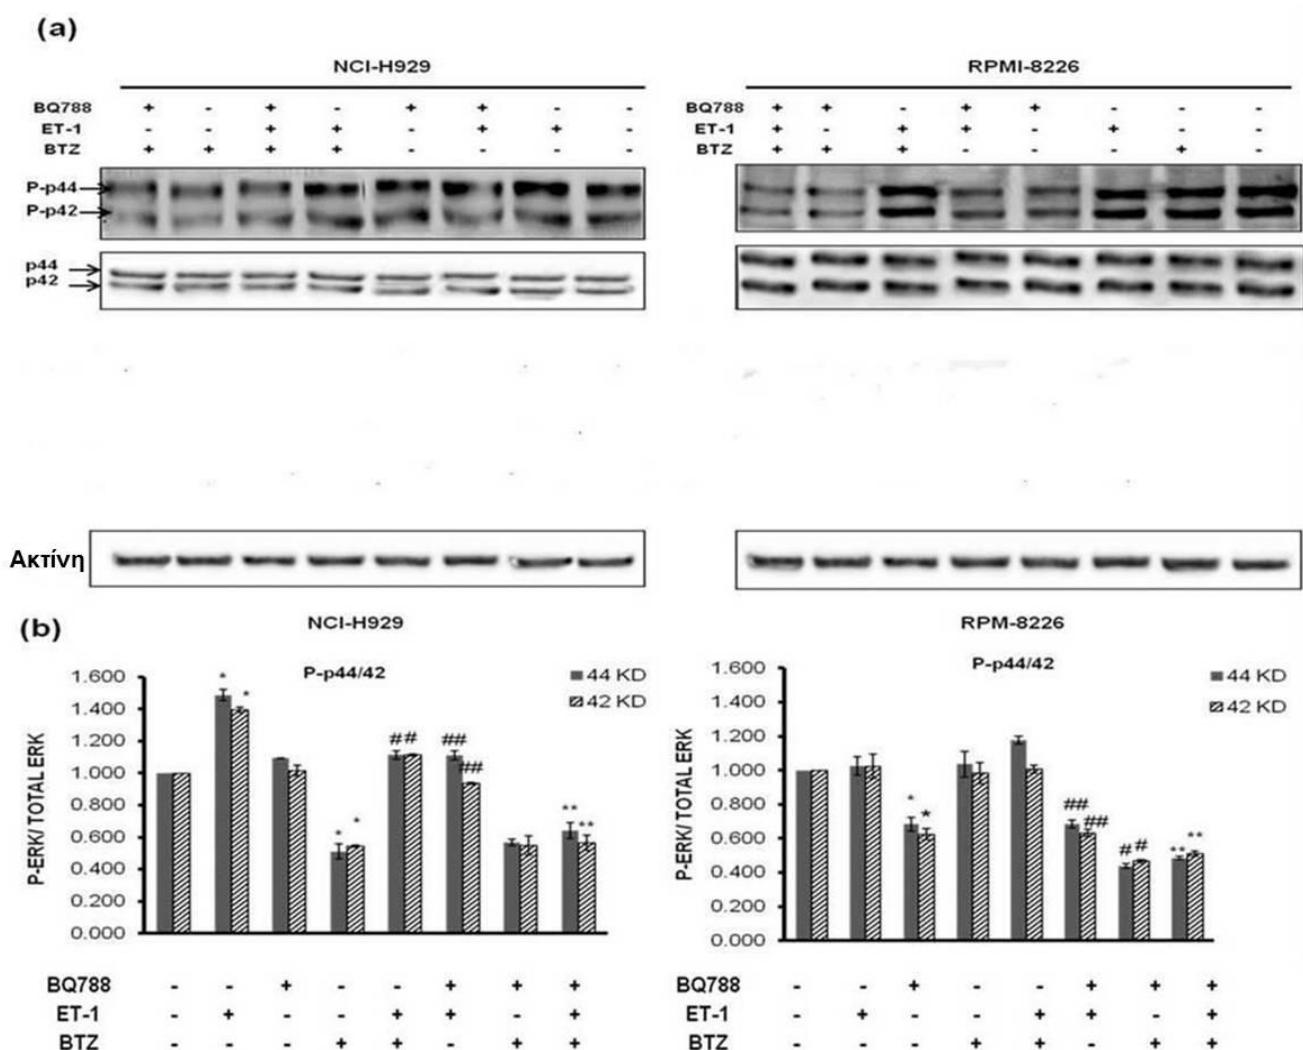 (a)
NCI-H929
RPMI-8226
BQ788 + - + - + + - -
ET-1 - - + + - + + -
BTZ + + + + - - - -
BQ788 + + - + + - - -
ET-1 + - + + - + - -
BTZ + + + - - - + -
P-p44
P-p42
p44
p42
Ακτίνη
(b)
NCI-H929
P-p44/42
44 KD
42 KD
P-ERK/ TOTAL ERK
1.600
1.400
1.200
1.000
0.800
0.600
0.400
0.200
0.000
* * * * ## ## ## ** **
BQ788 - - + - - + + +
ET-1 - + - - + + - +
BTZ - - - + + - + +
RPM-8226
P-p44/42
44 KD
42 KD
P-ERK/ TOTAL ERK
1.600
1.400
1.200
1.000
0.800
0.600
0.400
0.200
0.000
* * ## ## # # ** **
BQ788 - - + - - + + +
ET-1 - + - - + + - +
BTZ - - - + + - + +